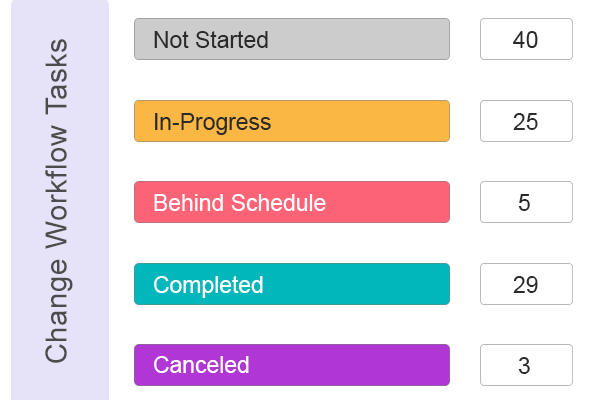 Change Workflow Tasks
Not Started 40
In-Progress 25
Behind Schedule 5
Completed 29
Canceled 3